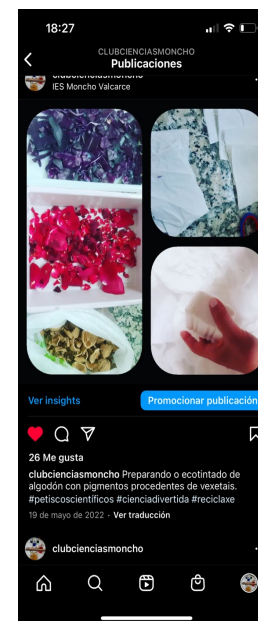 18:27
CLUBCIENCIASMONCHO
Publicaciones
clubcienciasmoncho
IES Moncho Valcarce
Ver insights
Promocionar publicación
26 Me gusta
clubcienciasmoncho Preparando o ecotintado de
algodón con pigmentos procedentes de vexetais.
#petiscoscientíficos #cienciadivertida #reciclaxe
19 de mayo de 2022 · Ver traducción
clubcienciasmoncho